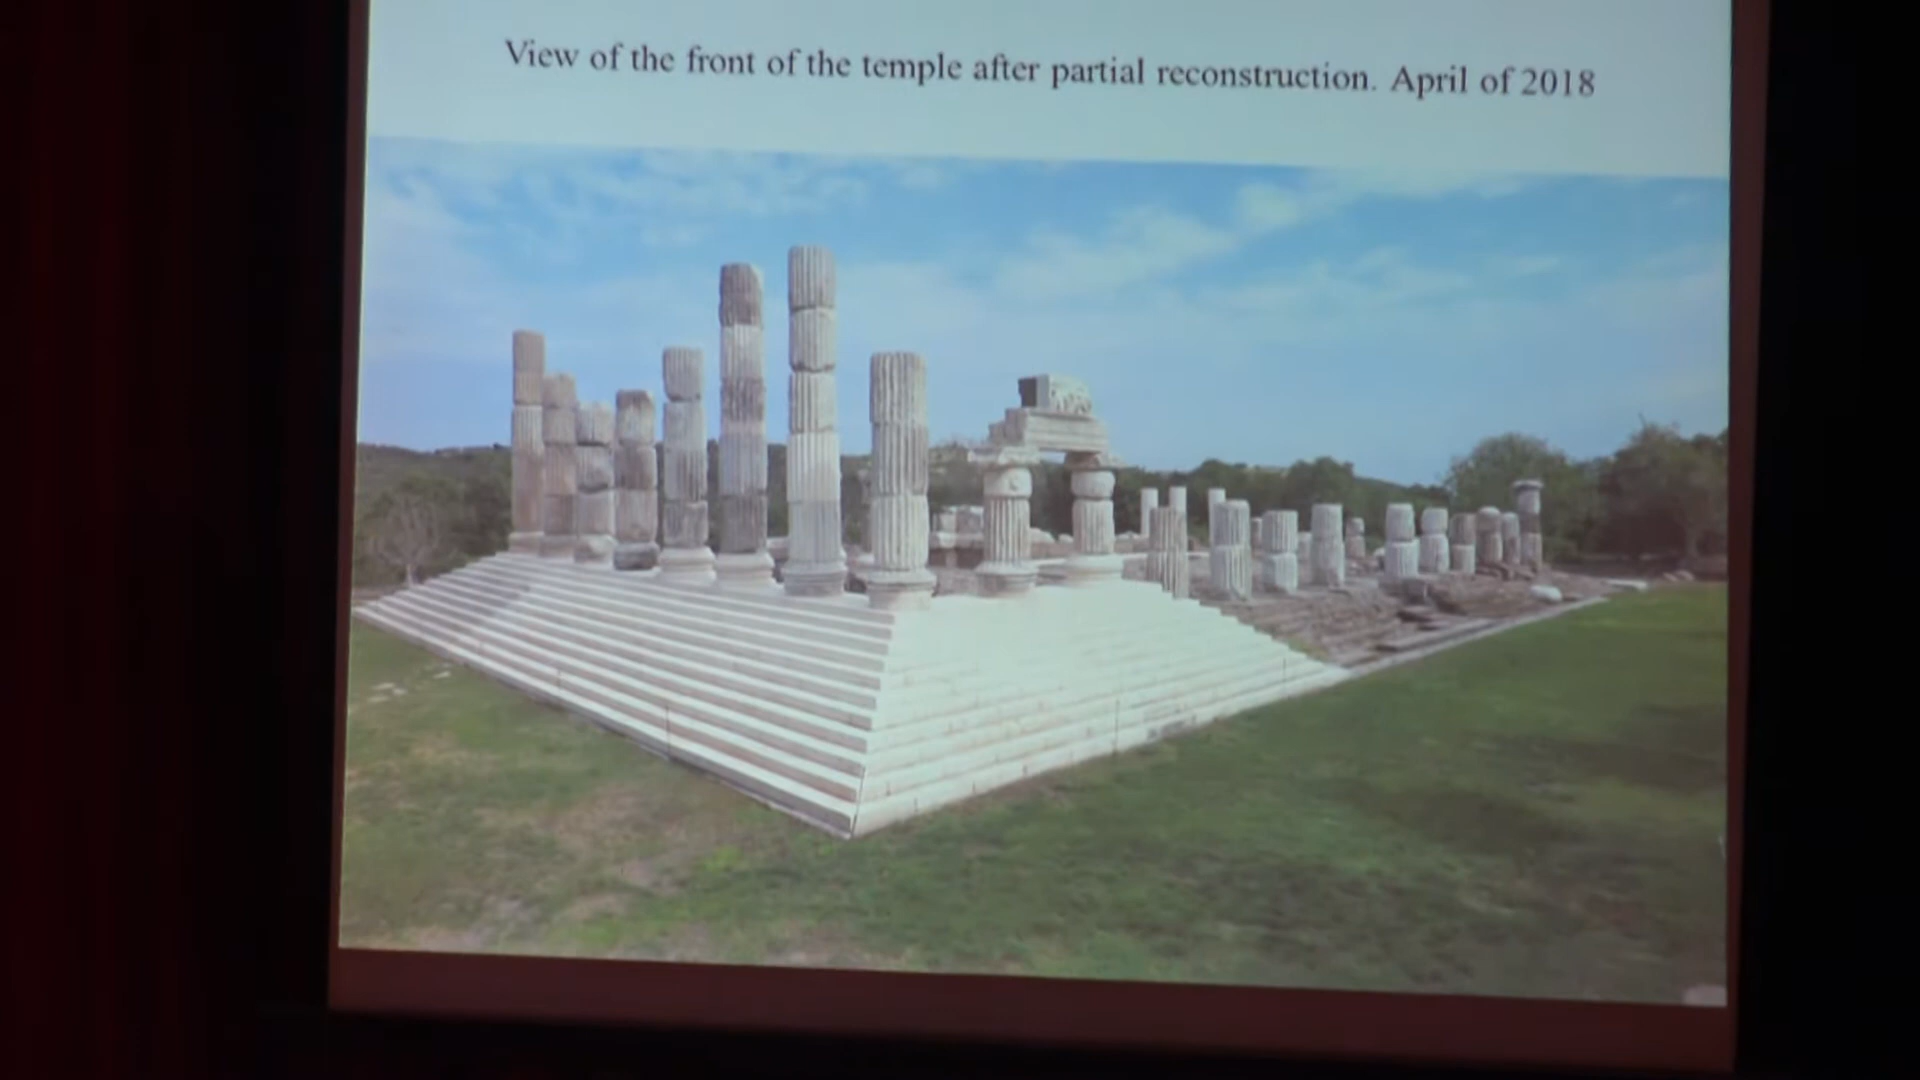 View of the front of the temple after partial reconstruction. April of 2018